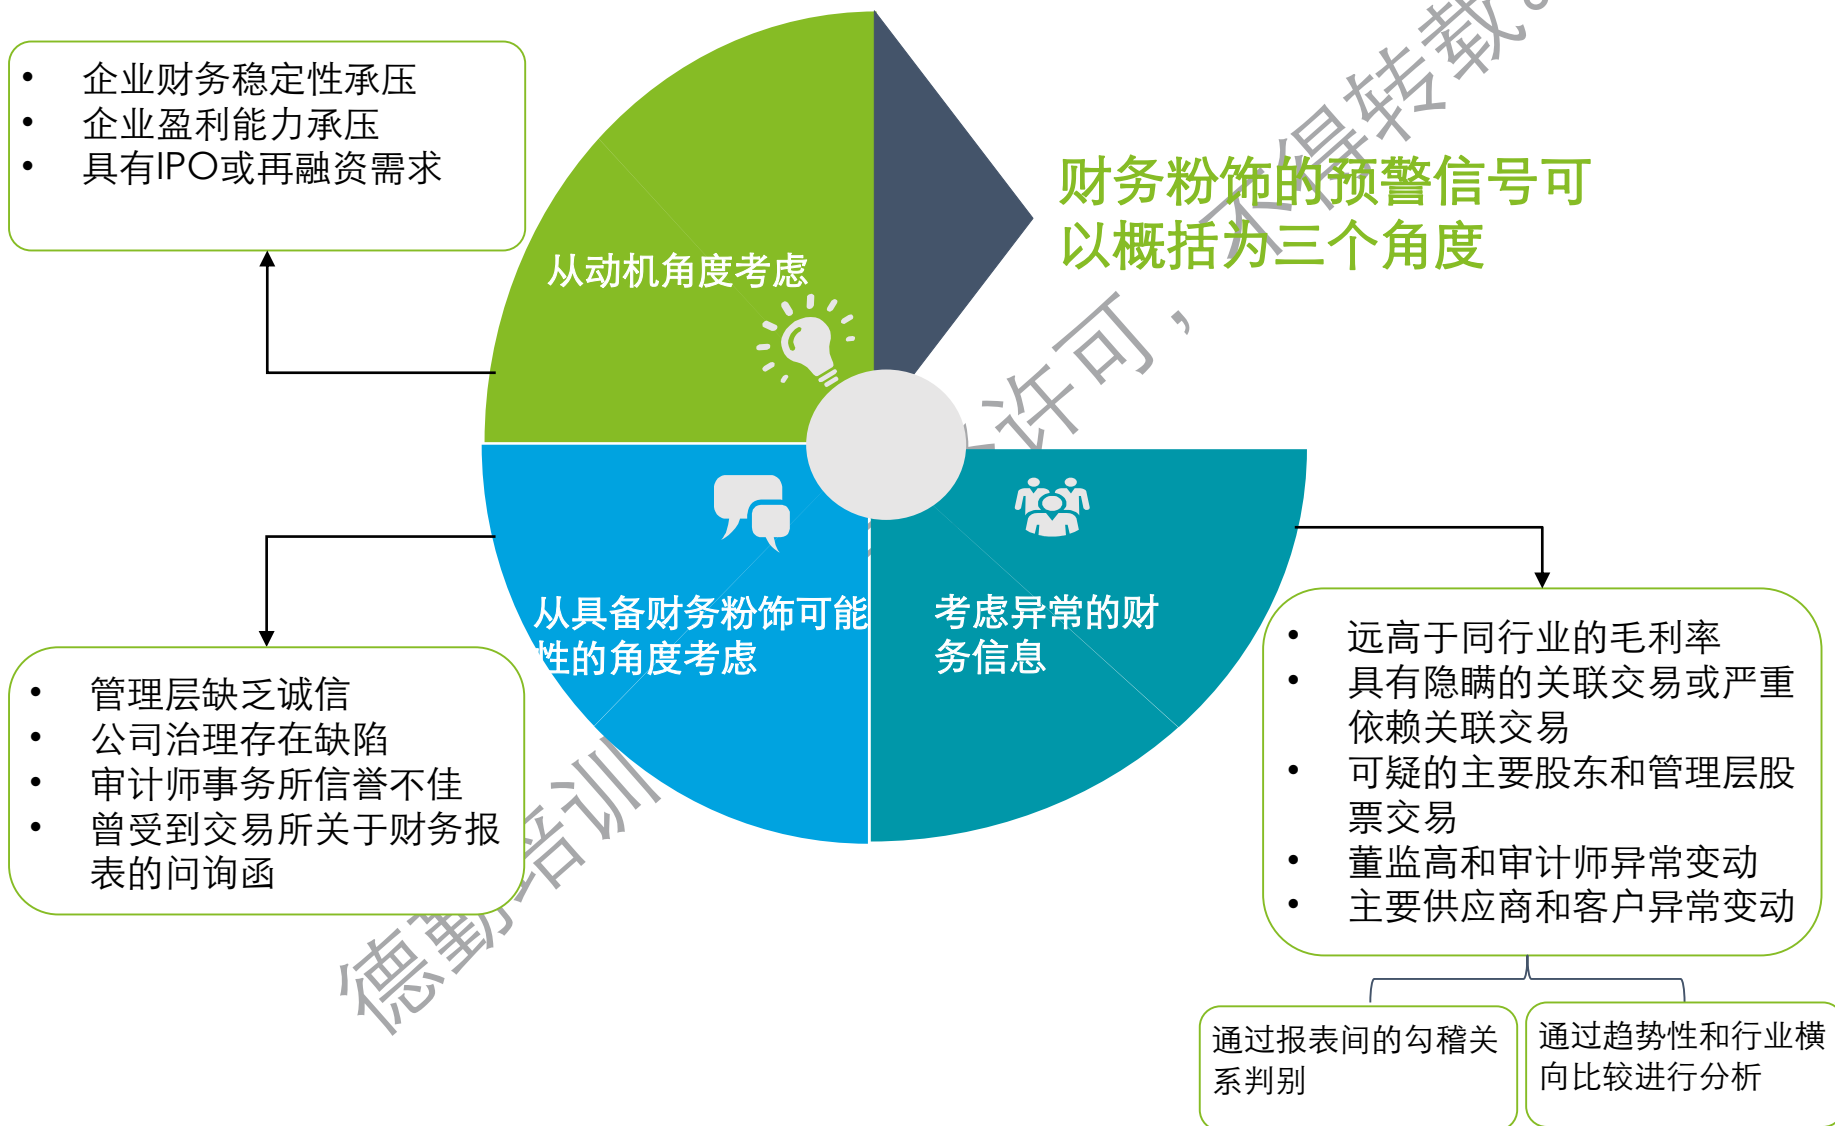 财务粉饰的预警信号可
以概括为三个角度
从动机角度考虑
• 企业财务稳定性承压
• 企业盈利能力承压
• 具有IPO或再融资需求
从具备财务粉饰可能
性的角度考虑
• 管理层缺乏诚信
• 公司治理存在缺陷
• 审计师事务所信誉不佳
• 曾受到交易所关于财务报
表的问询函
考虑异常的财
务信息
• 远高于同行业的毛利率
• 具有隐瞒的关联交易或严重
依赖关联交易
• 可疑的主要股东和管理层股
票交易
• 董监高和审计师异常变动
• 主要供应商和客户异常变动
通过报表间的勾稽关
系判别
通过趋势性和行业横
向比较进行分析
德勤培训 许可，不得转载。